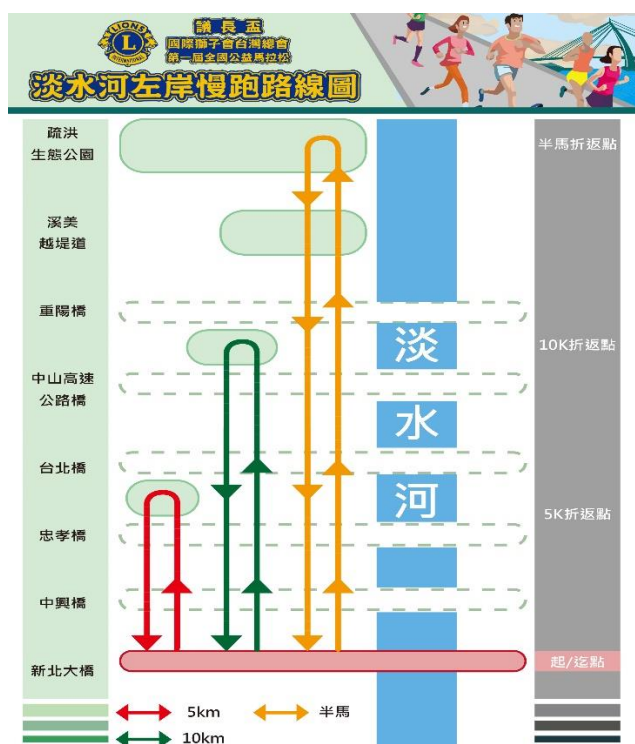 議長盃
國際獅子會台灣總會
第一屆全國公益馬拉松
L
LIONS
INTERNATIONAL
淡水河左岸慢跑路線圖
疏洪
生態公園
半馬折返點
溪美
越堤道
重陽橋
淡
10K折返點
中山高速
公路橋
水
台北橋
河
5K折返點
忠孝橋
中興橋
新北大橋
起/迄點
5km
半馬
10km